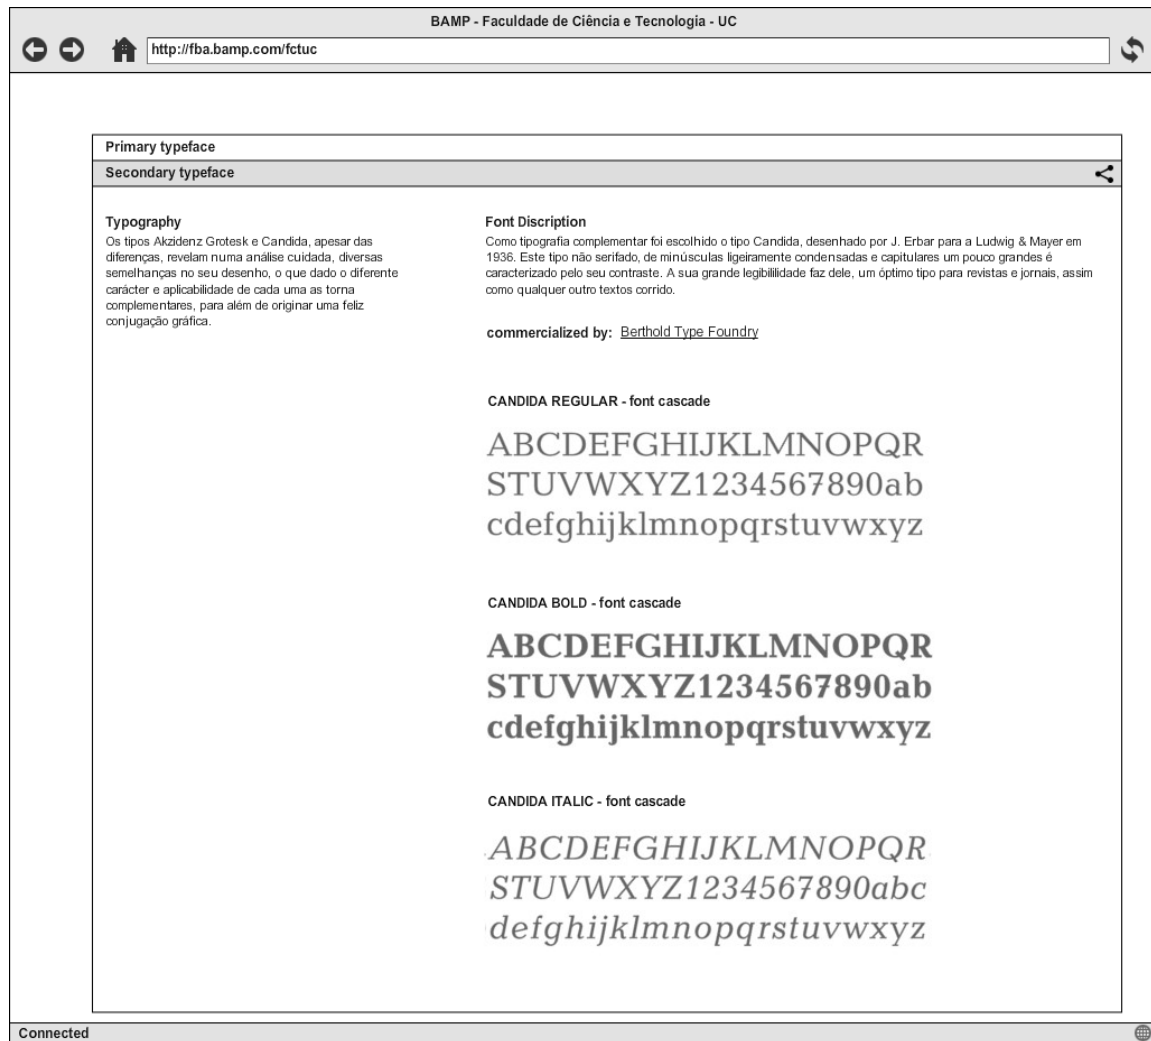 BAMP - Faculdade de Ciência e Tecnologia - UC
http://fba.bamp.com/fctuc
Primary typeface
Secondary typeface
Typography
Os tipos Akzidenz Grotesk e Candida, apesar das
diferenças, revelam numa análise cuidada, diversas
semelhanças no seu desenho, o que dado o diferente
carácter e aplicabilidade de cada uma as torna
complementares, para além de originar uma feliz
conjugação gráfica.
Font Discription
Como tipografia complementar foi escolhido o tipo Candida, desenhado por J. Erbar para a Ludwig & Mayer em
1936. Este tipo não serifado, de minúsculas ligeiramente condensadas e capitulares um pouco grandes é
caracterizado pelo seu contraste. A sua grande legibililidade faz dele, um óptimo tipo para revistas e jornais, assim
como qualquer outro textos corrido.
commercialized by: Berthold Type Foundry
CANDIDA REGULAR - font cascade
ABCDEFGHIJKLMNOPQR
STUVWXYZ1234567890ab
cdefghijklmnopqrstuvwxyz
CANDIDA BOLD - font cascade
ABCDEFGHIJKLMNOPQR
STUVWXYZ1234567890ab
cdefghijklmnopqrstuvwxyz
CANDIDA ITALIC - font cascade
ABCDEFGHIJKLMNOPQR
STUVWXYZ1234567890abc
defghijklmnopqrstuvwxyz
Connected